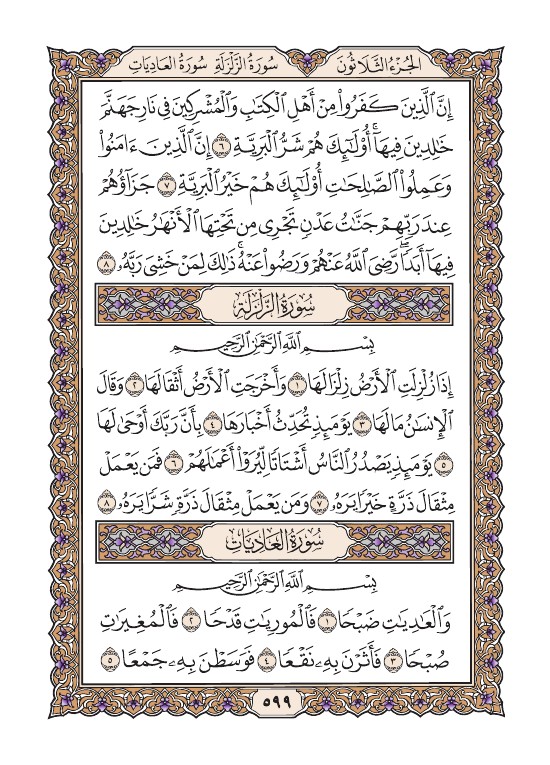 الجُزْءُ الثَّلَاثُونَ سُورَةُ الزَّلْزَلَةِ سُورَةُ العَادِيَاتِ
إِنَّ ٱلَّذِينَ كَفَرُوا۟ مِنْ أَهْلِ ٱلْكِتَٰبِ وَٱلْمُشْرِكِينَ فِى نَارِ جَهَنَّمَ
خَٰلِدِينَ فِيهَآ ۚ أُو۟لَٰٓئِكَ هُمْ شَرُّ ٱلْبَرِيَّةِ ٦ إِنَّ ٱلَّذِينَ ءَامَنُوا۟
وَعَمِلُوا۟ ٱلصَّٰلِحَٰتِ أُو۟لَٰٓئِكَ هُمْ خَيْرُ ٱلْبَرِيَّةِ ٧ جَزَآؤُهُمْ
عِندَ رَبِّهِمْ جَنَّٰتُ عَدْنٍ تَجْرِى مِن تَحْتِهَا ٱلْأَنْهَٰرُ خَٰلِدِينَ
فِيهَآ أَبَدًا ۖ رَّضِىَ ٱللَّهُ عَنْهُمْ وَرَضُوا۟ عَنْهُ ۚ ذَٰلِكَ لِمَنْ خَشِىَ رَبَّهُۥ ٨
سُورَةُ الزَّلْزَلَةِ
بِسْمِ ٱللَّهِ ٱلرَّحْمَٰنِ ٱلرَّحِيمِ
إِذَا زُلْزِلَتِ ٱلْأَرْضُ زِلْزَالَهَا ١ وَأَخْرَجَتِ ٱلْأَرْضُ أَثْقَالَهَا ٢ وَقَالَ
ٱلْإِنسَٰنُ مَا لَهَا ٣ يَوْمَئِذٍ تُحَدِّثُ أَخْبَارَهَا ٤ بِأَنَّ رَبَّكَ أَوْحَىٰ لَهَا
٥ يَوْمَئِذٍ يَصْدُرُ ٱلنَّاسُ أَشْتَاتًا لِّيُرَوْا۟ أَعْمَٰلَهُمْ ٦ فَمَن يَعْمَلْ
مِثْقَالَ ذَرَّةٍ خَيْرًا يَرَهُۥ ٧ وَمَن يَعْمَلْ مِثْقَالَ ذَرَّةٍ شَرًّا يَرَهُۥ ٨
سُورَةُ العَادِيَاتِ
بِسْمِ ٱللَّهِ ٱلرَّحْمَٰنِ ٱلرَّحِيمِ
وَٱلْعَٰدِيَٰتِ ضَبْحًا ١ فَٱلْمُورِيَٰتِ قَدْحًا ٢ فَٱلْمُغِيرَٰتِ
صُبْحًا ٣ فَأَثَرْنَ بِهِۦ نَقْعًا ٤ فَوَسَطْنَ بِهِۦ جَمْعًا ٥
٥٩٩